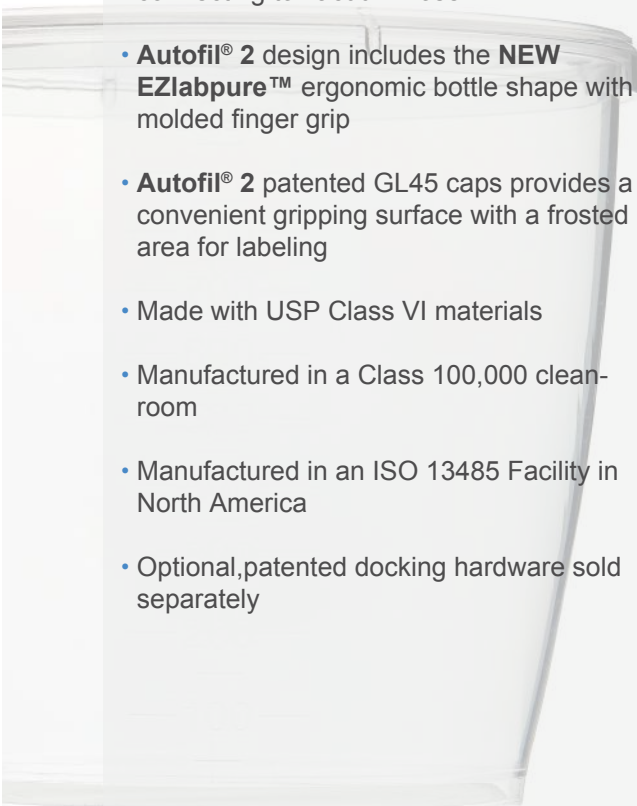 • Autofil® 2 design includes the NEW
EZlabpure™ ergonomic bottle shape with
molded finger grip
• Autofil® 2 patented GL45 caps provides a
convenient gripping surface with a frosted
area for labeling
• Made with USP Class VI materials
• Manufactured in a Class 100,000 clean-
room
• Manufactured in an ISO 13485 Facility in
North America
• Optional,patented docking hardware sold
separately